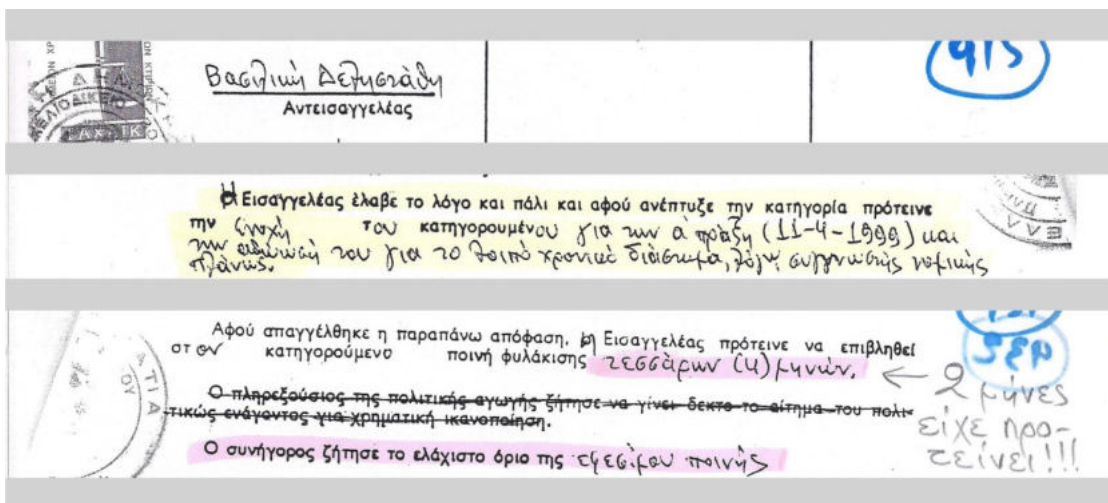 915
Βασιλική Δεληστάθη
Αντεισαγγελέας
Η Εισαγγελέας έλαβε το λόγο και πάλι και αφού ανέπτυξε την κατηγορία πρότεινε
την ένοχή του κατηγορουμένου για την α πράξη (11-4-1999) και
την αθώωσή του για το λοιπό χρονικό διάστημα, λόγω συγγνωστής νομικής
πλάνης.
Αφού απαγγέλθηκε η παραπάνω απόφαση, η Εισαγγελέας πρότεινε να επιβληθεί
στον κατηγορούμενο ποινή φυλάκισης τεσσάρων (4) μηνών.
← 2 μήνες
είχε προ-
τείνει!!!
Ο πληρεξούσιος της πολιτικής αγωγής ζήτησε να γίνει δεκτο το αίτημα του πολι-
τικώς ενάγοντος για χρηματική ικανοποίηση.
Ο συνήγορος ζήτησε το ελάχιστο όριο της εφεσίμου ποινής